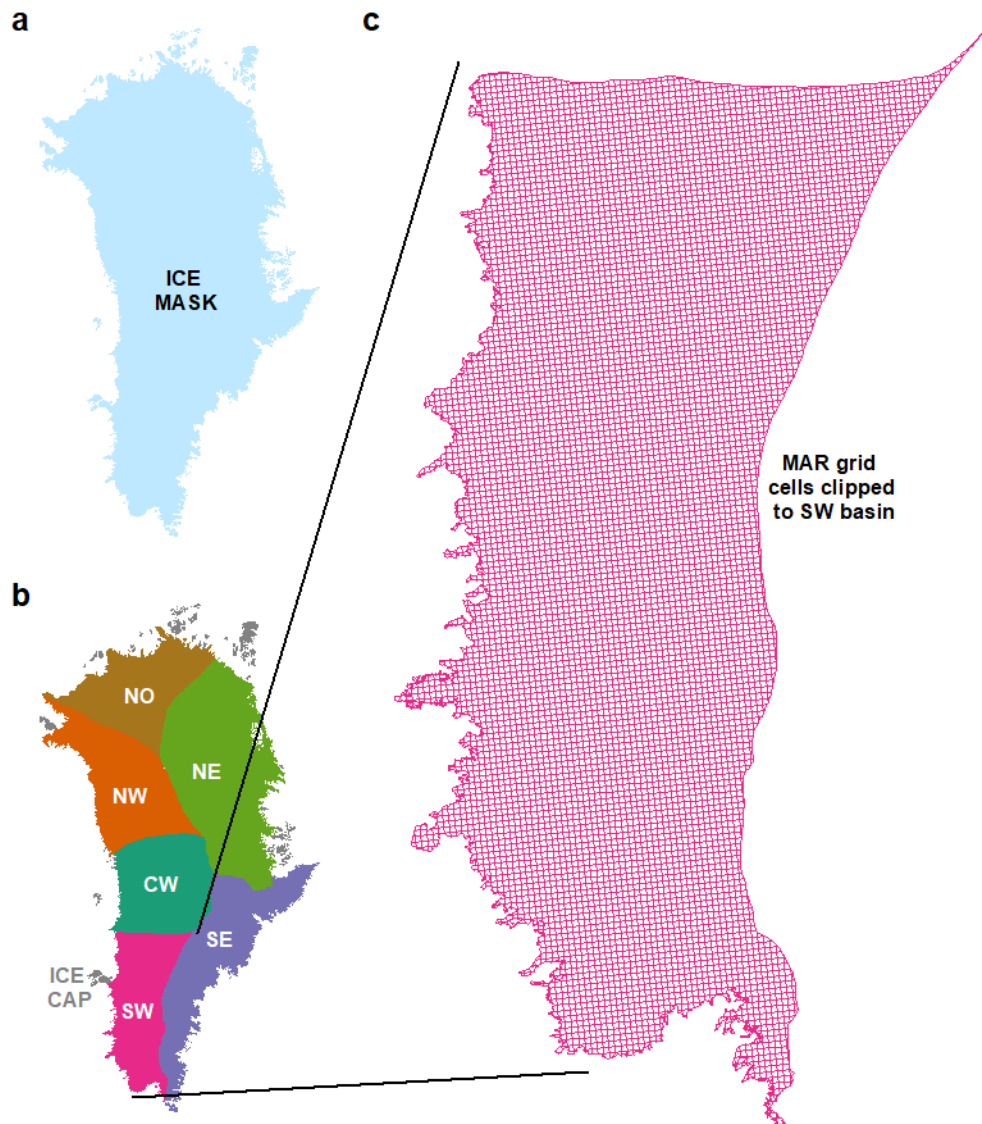 a
ICE
MASK
b
NO
NE
NW
CW
SE
ICE
CAP
SW
c
MAR grid
cells clipped
to SW basin